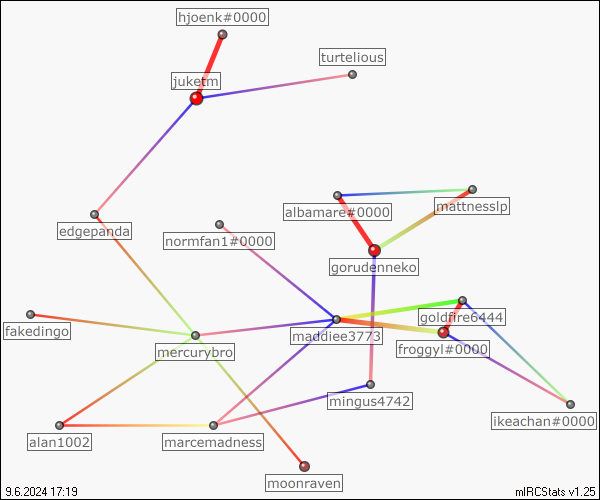 hjoenk#0000
turtelious
juketm
albamare#0000
mattnesslp
edgepanda
normfan1#0000
gorudenneko
goldfire6444
fakedingo
maddiee3773
froggyl#0000
mercurybro
mingus4742
ikeachan#0000
alan1002
marcemadness
moonraven
9.6.2024 17:19
mIRCStats v1.25